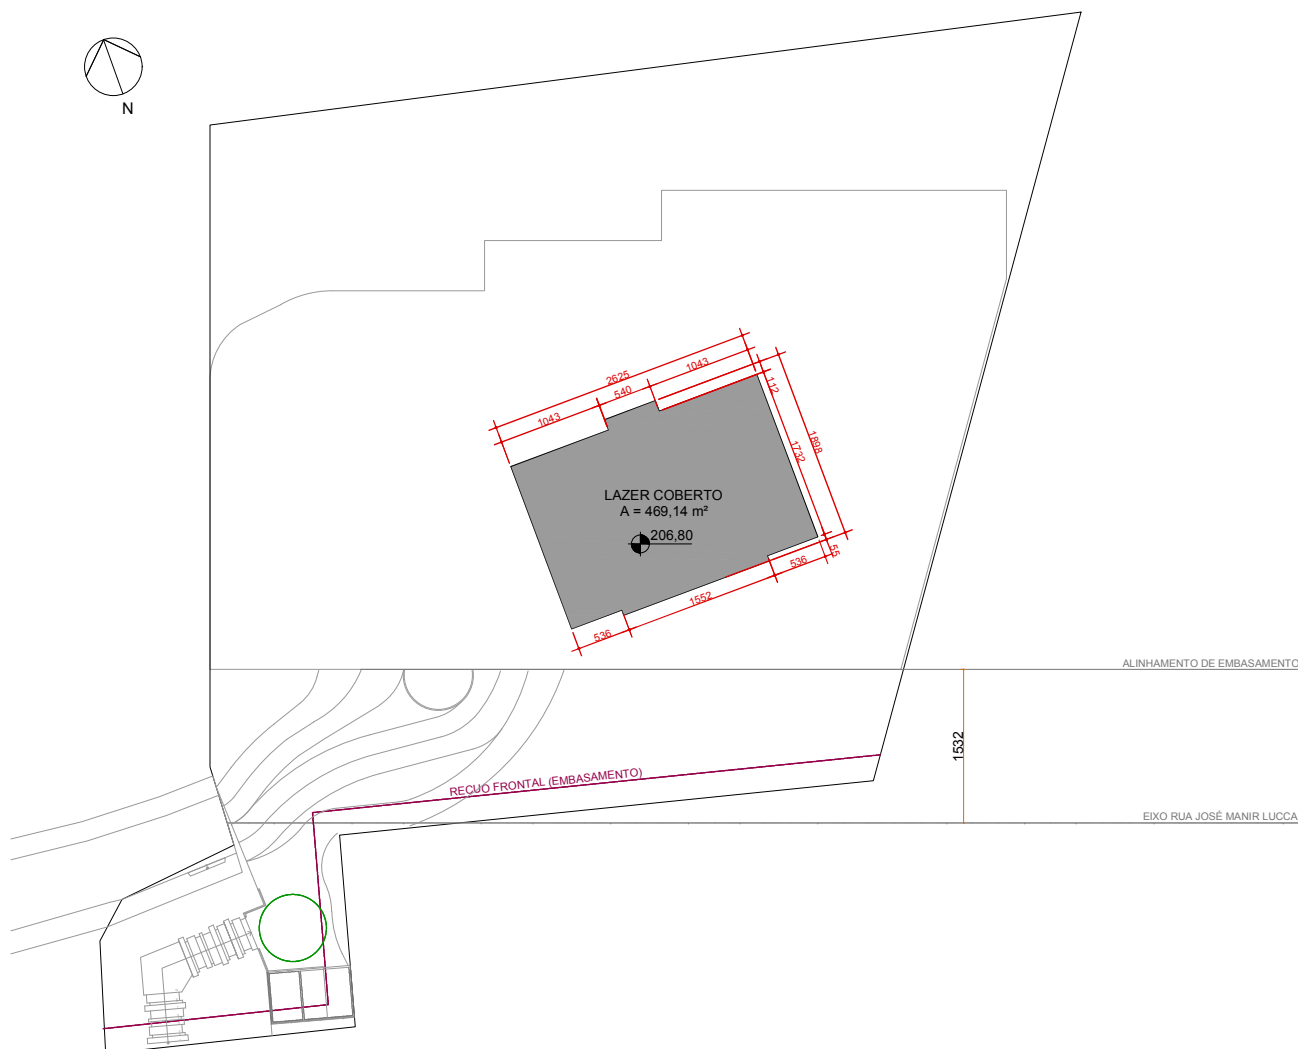 N
2625
1043
540
1043
112
1898
1732
LAZER COBERTO
A = 469,14 m²
206,80
55
536
1552
536
ALINHAMENTO DE EMBASAMENTO
1532
RECUO FRONTAL (EMBASAMENTO)
EIXO RUA JOSÉ MANIR LUCCA